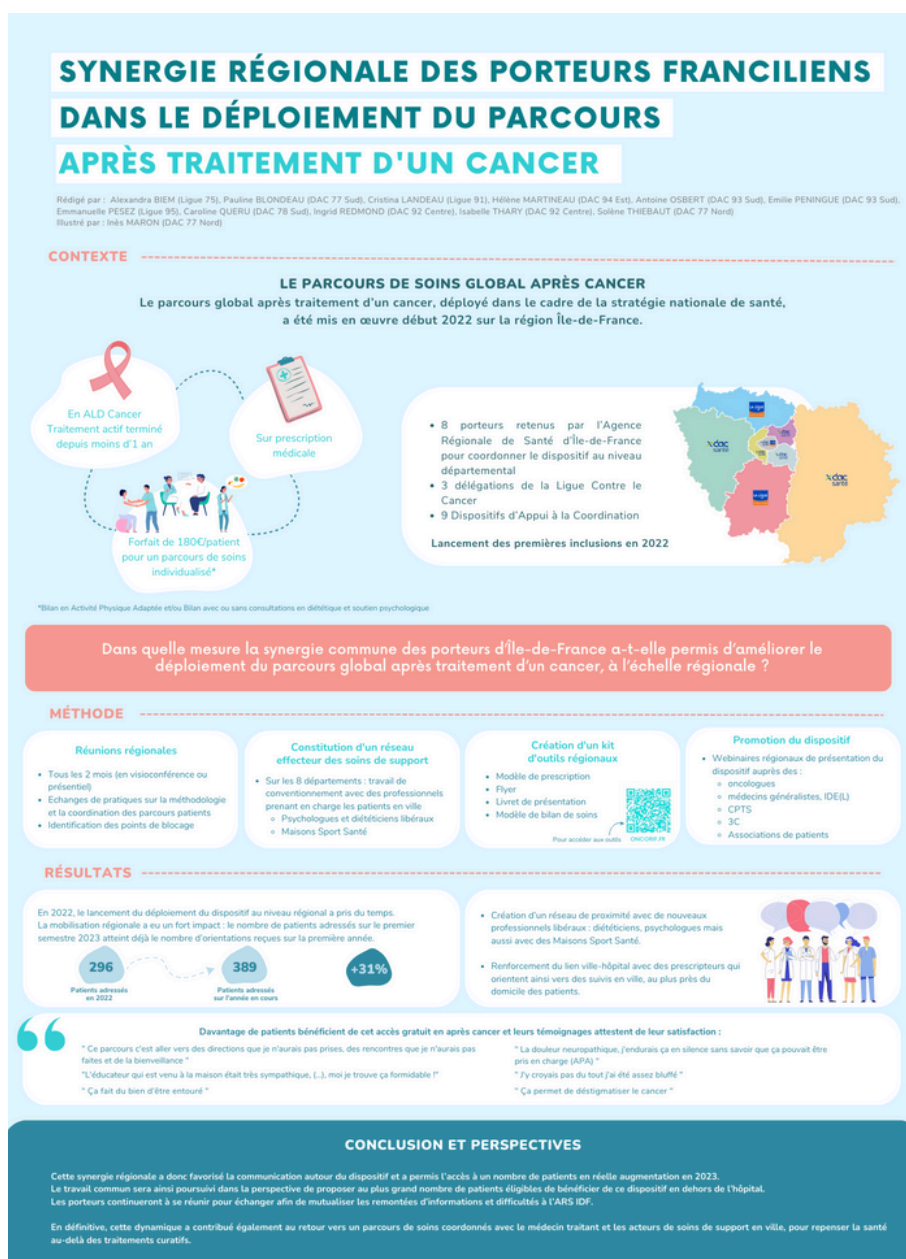 SYNERGIE RÉGIONALE DES PORTEURS FRANCILIENS
DANS LE DÉPLOIEMENT DU PARCOURS
APRÈS TRAITEMENT D'UN CANCER
Rédigé par : Alexandra BIEM (Ligue 75), Pauline BLONDEAU (DAC 77 Sud), Cristina LANDEAU (Ligue 91), Hélène MARTINEAU (DAC 94 Est), Antoine OSBERT (DAC 93 Sud), Emilie PENINGUE (DAC 93 Sud),
Emmanuelle PESEZ (Ligue 95), Caroline QUERU (DAC 78 Sud), Ingrid REDMOND (DAC 92 Centre), Isabelle THARY (DAC 92 Centre), Solène THIEBAUT (DAC 77 Nord)
Illustré par : Inès MARON (DAC 77 Nord)
CONTEXTE
LE PARCOURS DE SOINS GLOBAL APRÈS CANCER
Le parcours global après traitement d'un cancer, déployé dans le cadre de la stratégie nationale de santé,
a été mis en œuvre début 2022 sur la région Île-de-France.
En ALD Cancer
Traitement actif terminé
depuis moins d'1 an
Sur prescription
médicale
Forfait de 180€/patient
pour un parcours de soins
individualisé*
• 8 porteurs retenus par l'Agence
Régionale de Santé d'Île-de-France
pour coordonner le dispositif au niveau
départemental
• 3 délégations de la Ligue Contre le
Cancer
• 9 Dispositifs d'Appui à la Coordination
Lancement des premières inclusions en 2022
dac
santé
dac
santé
*Bilan en Activité Physique Adaptée et/ou Bilan avec ou sans consultations en diététique et soutien psychologique
Dans quelle mesure la synergie commune des porteurs d'Île-de-France a-t-elle permis d'améliorer le
déploiement du parcours global après traitement d'un cancer, à l'échelle régionale ?
MÉTHODE
Réunions régionales
• Tous les 2 mois (en visioconférence ou
présentiel)
• Echanges de pratiques sur la méthodologie
et la coordination des parcours patients
• Identification des points de blocage
Constitution d'un réseau
effecteur des soins de support
• Sur les 8 départements : travail de
conventionnement avec des professionnels
prenant en charge les patients en ville
○ Psychologues et diététiciens libéraux
○ Maisons Sport Santé
Création d'un kit
d'outils régionaux
• Modèle de prescription
• Flyer
• Livret de présentation
• Modèle de bilan de soins
Pour accéder aux outils
ONCORIF.FR
Promotion du dispositif
• Webinaires régionaux de présentation du
dispositif auprès des :
○ oncologues
○ médecins généralistes, IDE(L)
○ CPTS
○ 3C
○ Associations de patients
RÉSULTATS
En 2022, le lancement du déploiement du dispositif au niveau régional a pris du temps.
La mobilisation régionale a eu un fort impact : le nombre de patients adressés sur le premier
semestre 2023 atteint déjà le nombre d'orientations reçues sur la première année.
296
Patients adressés
en 2022
389
Patients adressés
sur l'année en cours
+31%
• Création d'un réseau de proximité avec de nouveaux
professionnels libéraux : diététiciens, psychologues mais
aussi avec des Maisons Sport Santé.
• Renforcement du lien ville-hôpital avec des prescripteurs qui
orientent ainsi vers des suivis en ville, au plus près du
domicile des patients.
Davantage de patients bénéficient de cet accès gratuit en après cancer et leurs témoignages attestent de leur satisfaction :
" Ce parcours c'est aller vers des directions que je n'aurais pas prises, des rencontres que je n'aurais pas
faites et de la bienveillance "
"L'éducateur qui est venu à la maison était très sympathique, (...), moi je trouve ça formidable !"
" Ça fait du bien d'être entouré "
" La douleur neuropathique, j'endurais ça en silence sans savoir que ça pouvait être
pris en charge (APA) "
" J'y croyais pas du tout j'ai été assez bluffé "
" Ça permet de déstigmatiser le cancer "
CONCLUSION ET PERSPECTIVES
Cette synergie régionale a donc favorisé la communication autour du dispositif et a permis l'accès à un nombre de patients en réelle augmentation en 2023.
Le travail commun sera ainsi poursuivi dans la perspective de proposer au plus grand nombre de patients éligibles de bénéficier de ce dispositif en dehors de l'hôpital.
Les porteurs continueront à se réunir pour échanger afin de mutualiser les remontées d'informations et difficultés à l'ARS IDF.
En définitive, cette dynamique a contribué également au retour vers un parcours de soins coordonnés avec le médecin traitant et les acteurs de soins de support en ville, pour repenser la santé
au-delà des traitements curatifs.